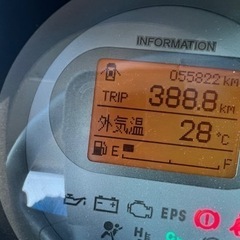 INFORMATION
055822 km
TRIP 388.8 km
外気温 28℃
E F
EPS